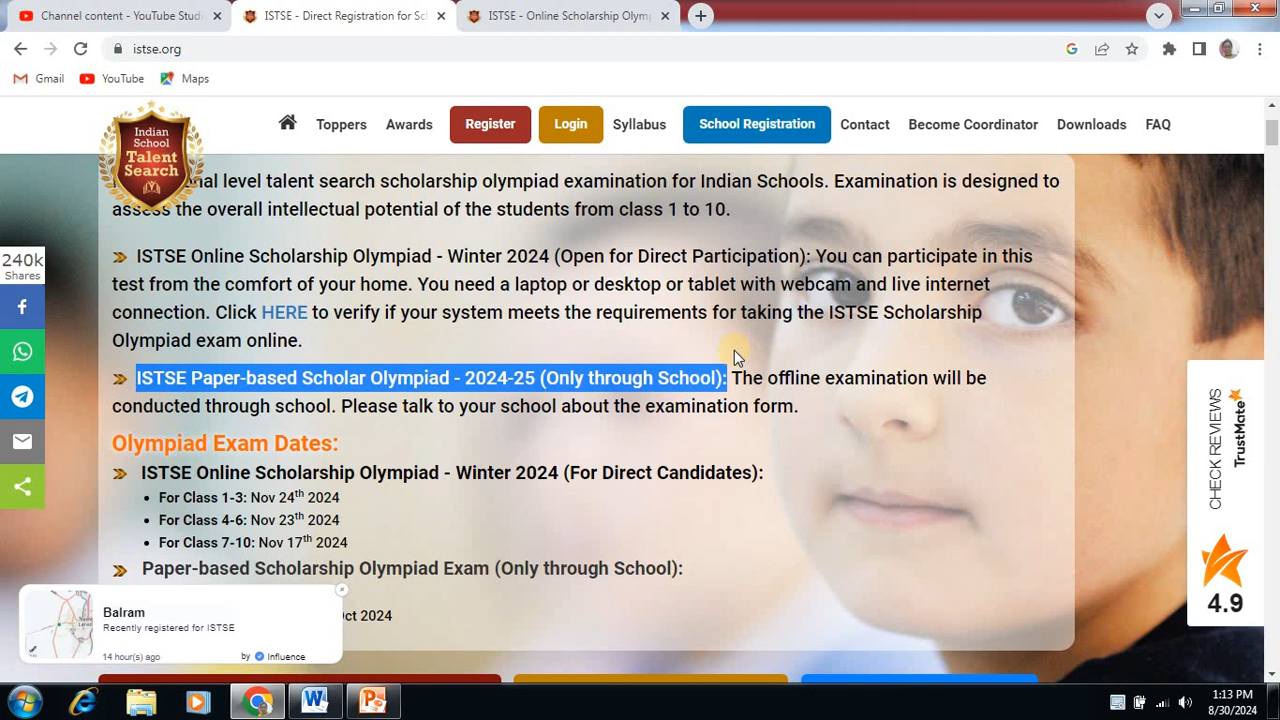 Channel content - YouTube Studi
ISTSE - Direct Registration for Sc
ISTSE - Online Scholarship Olymp
istse.org
Gmail
YouTube
Maps
Indian
School
Talent
Search
Toppers
Awards
Register
Login
Syllabus
School Registration
Contact
Become Coordinator
Downloads
FAQ
level talent search scholarship olympiad examination for Indian Schools. Examination is designed to
assess the overall intellectual potential of the students from class 1 to 10.
ISTSE Online Scholarship Olympiad - Winter 2024 (Open for Direct Participation): You can participate in this
test from the comfort of your home. You need a laptop or desktop or tablet with webcam and live internet
connection. Click HERE to verify if your system meets the requirements for taking the ISTSE Scholarship
Olympiad exam online.
ISTSE Paper-based Scholar Olympiad - 2024-25 (Only through School): The offline examination will be
conducted through school. Please talk to your school about the examination form.
Olympiad Exam Dates:
ISTSE Online Scholarship Olympiad - Winter 2024 (For Direct Candidates):
• For Class 1-3: Nov 24th 2024
• For Class 4-6: Nov 23th 2024
• For Class 7-10: Nov 17th 2024
Paper-based Scholarship Olympiad Exam (Only through School):
Oct 2024
240k
Shares
Balram
Recently registered for ISTSE
14 hour(s) ago
by Influence
CHECK REVIEWS
TrustMate
4.9
1:13 PM
8/30/2024